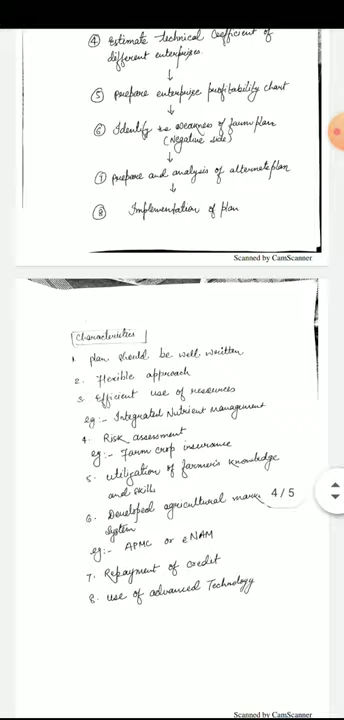 ④ Estimate technical coefficient of
different enterprises.
↓
⑤ Prepare enterprize profitability chart
↓
⑥ Identify the weakness of farm plan
(Negative side)
↓
⑦ Prepare and analysis of alternate plan
↓
⑧ Implementation of plan
Scanned by CamScanner
Characteristics
1. plan should be well written
2. Flexible approach
3. Efficient use of resources
eg:- Integrated Nutrient Management
4. Risk assessment
eg:- Farm crop insurance
5. utilization of farmer's knowledge
and skills
6. Developed agricultural
4/5
system
eg:- APMC or eNAM
7. Repayment of credit
8. use of advanced Technology
Scanned by CamScanner